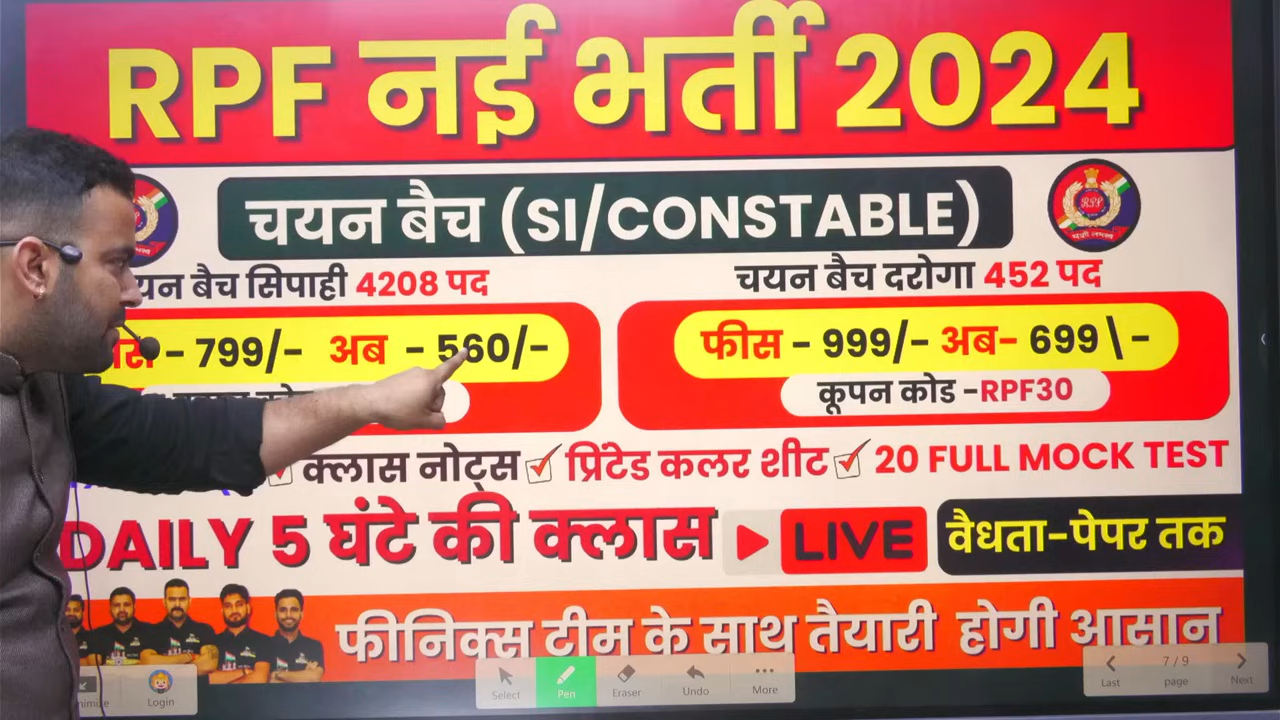 RPF नई भर्ती 2024
चयन बैच (SI/CONSTABLE)
बैच सिपाही 4208 पद
- 799/- अब - 560/-
चयन बैच दरोगा 452 पद
फीस - 999/- अब- 699\-
कूपन कोड -RPF30
क्लास नोट्स प्रिंटेड कलर शीट 20 FULL MOCK TEST
DAILY 5 घंटे की क्लास LIVE वैधता-पेपर तक
फीनिक्स टीम के साथ तैयारी होगी आसान
Login Select Pen Eraser Undo More
Last 7 / 9 page Next